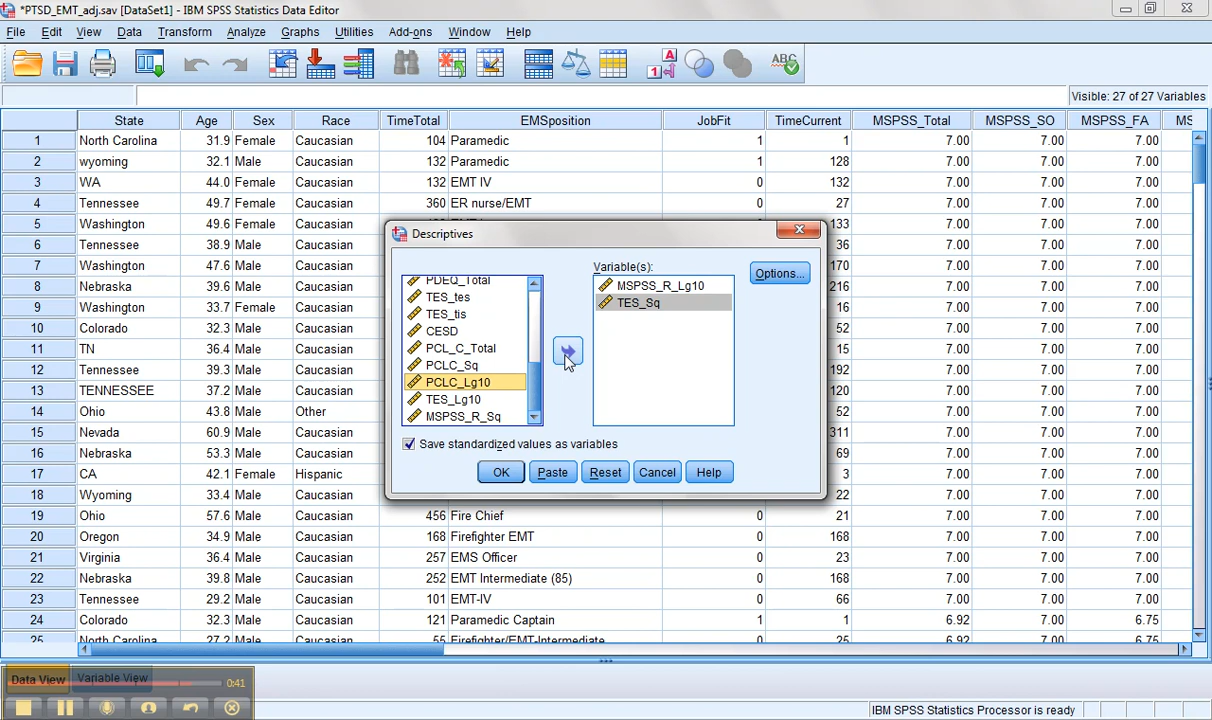 *PTSD_EMT_adj.sav [DataSet1] - IBM SPSS Statistics Data Editor
File Edit View Data Transform Analyze Graphs Utilities Add-ons Window Help
Visible: 27 of 27 Variables
State Age Sex Race TimeTotal EMSposition JobFit TimeCurrent MSPSS_Total MSPSS_SO MSPSS_FA MS
1 North Carolina 31.9 Female Caucasian 104 Paramedic 1 1 7.00 7.00 7.00
2 wyoming 32.1 Male Caucasian 132 Paramedic 1 128 7.00 7.00 7.00
3 WA 44.0 Female Caucasian 132 EMT IV 0 132 7.00 7.00 7.00
4 Tennessee 49.7 Female Caucasian 360 ER nurse/EMT 0 27 7.00 7.00 7.00
5 Washington 49.6 Female Caucasian 133 7.00 7.00 7.00
6 Tennessee 38.9 Male Caucasian 36 7.00 7.00 7.00
7 Washington 47.6 Male Caucasian 170 7.00 7.00 7.00
8 Nebraska 39.6 Male Caucasian 216 7.00 7.00 7.00
9 Washington 33.7 Female Caucasian 16 7.00 7.00 7.00
10 Colorado 32.3 Male Caucasian 52 7.00 7.00 7.00
11 TN 36.4 Male Caucasian 15 7.00 7.00 7.00
12 Tennessee 39.3 Male Caucasian 192 7.00 7.00 7.00
13 TENNESSEE 37.2 Male Caucasian 120 7.00 7.00 7.00
14 Ohio 43.8 Male Other 52 7.00 7.00 7.00
15 Nevada 60.9 Male Caucasian 311 7.00 7.00 7.00
16 Nebraska 53.3 Male Caucasian 69 7.00 7.00 7.00
17 CA 42.1 Female Hispanic 3 7.00 7.00 7.00
18 Wyoming 33.4 Male Caucasian 22 7.00 7.00 7.00
19 Ohio 57.6 Male Caucasian 456 Fire Chief 0 21 7.00 7.00 7.00
20 Oregon 34.9 Male Caucasian 168 Firefighter EMT 0 168 7.00 7.00 7.00
21 Virginia 36.4 Male Caucasian 257 EMS Officer 0 23 7.00 7.00 7.00
22 Nebraska 39.8 Male Caucasian 252 EMT Intermediate (85) 0 168 7.00 7.00 7.00
23 Tennessee 29.2 Male Caucasian 101 EMT-IV 0 66 7.00 7.00 7.00
24 Colorado 32.3 Male Caucasian 121 Paramedic Captain 1 1 6.92 7.00 6.75
25 North Carolina 27.2 Male Caucasian 55 Firefighter/EMT-Intermediate 0 25 6.92 7.00 6.75
Descriptives
Variable(s):
PDEQ_Total
TES_tes
TES_tis
CESD
PCL_C_Total
PCLC_Sq
PCLC_Lg10
TES_Lg10
MSPSS_R_Sq
MSPSS_R_Lg10
TES_Sq
Options...
Save standardized values as variables
OK Paste Reset Cancel Help
Data View Variable View 0:41
IBM SPSS Statistics Processor is ready